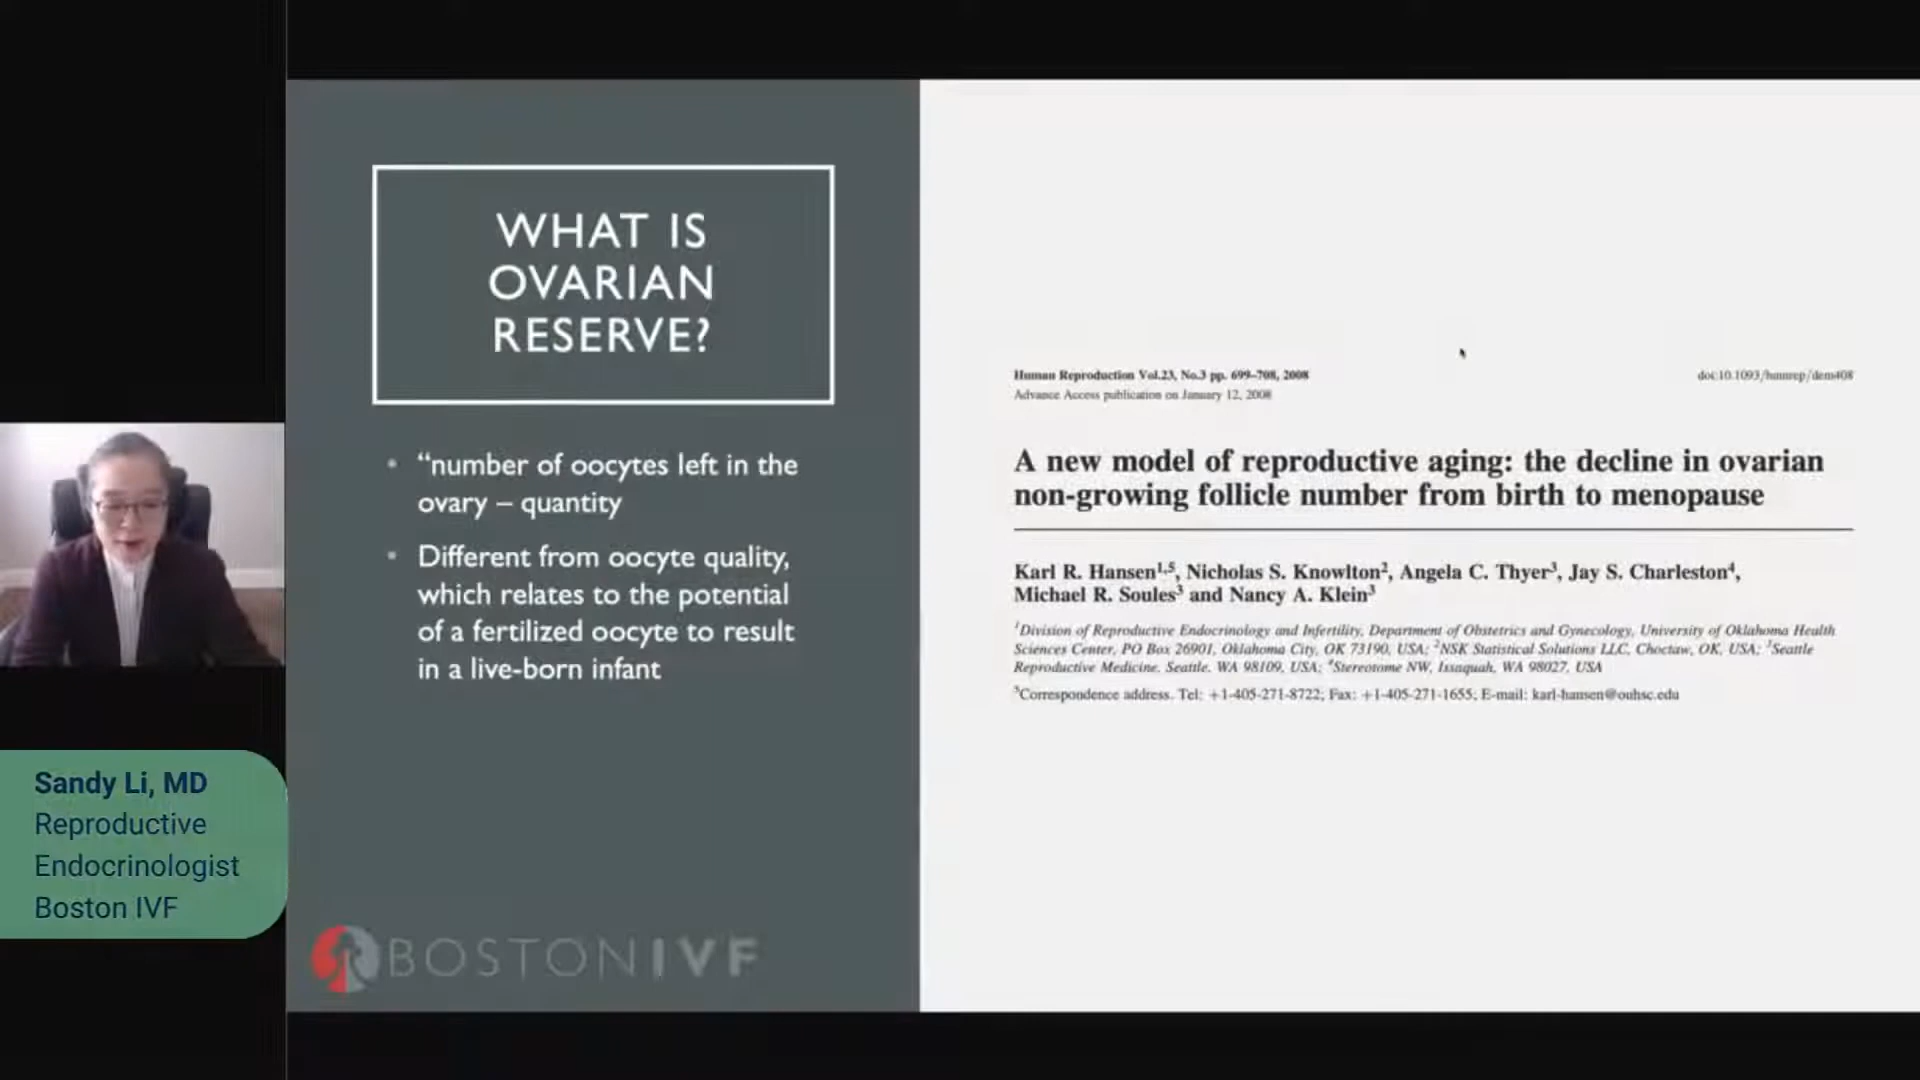 WHAT IS
OVARIAN
RESERVE?
• “number of oocytes left in the
ovary – quantity
• Different from oocyte quality,
which relates to the potential
of a fertilized oocyte to result
in a live-born infant
BOSTONIVF
Sandy Li, MD
Reproductive
Endocrinologist
Boston IVF
Human Reproduction Vol.23, No.3 pp. 699–708, 2008
doi:10.1093/humrep/dem408
Advance Access publication on January 12, 2008
A new model of reproductive aging: the decline in ovarian
non-growing follicle number from birth to menopause
Karl R. Hansen1,5, Nicholas S. Knowlton2, Angela C. Thyer3, Jay S. Charleston4,
Michael R. Soules3 and Nancy A. Klein3
1Division of Reproductive Endocrinology and Infertility, Department of Obstetrics and Gynecology, University of Oklahoma Health
Sciences Center, PO Box 26901, Oklahoma City, OK 73190, USA; 2NSK Statistical Solutions LLC, Choctaw, OK, USA; 3Seattle
Reproductive Medicine, Seattle, WA 98109, USA; 4Stereotome NW, Issaquah, WA 98027, USA
5Correspondence address. Tel: +1-405-271-8722; Fax: +1-405-271-1655; E-mail: karl-hansen@ouhsc.edu